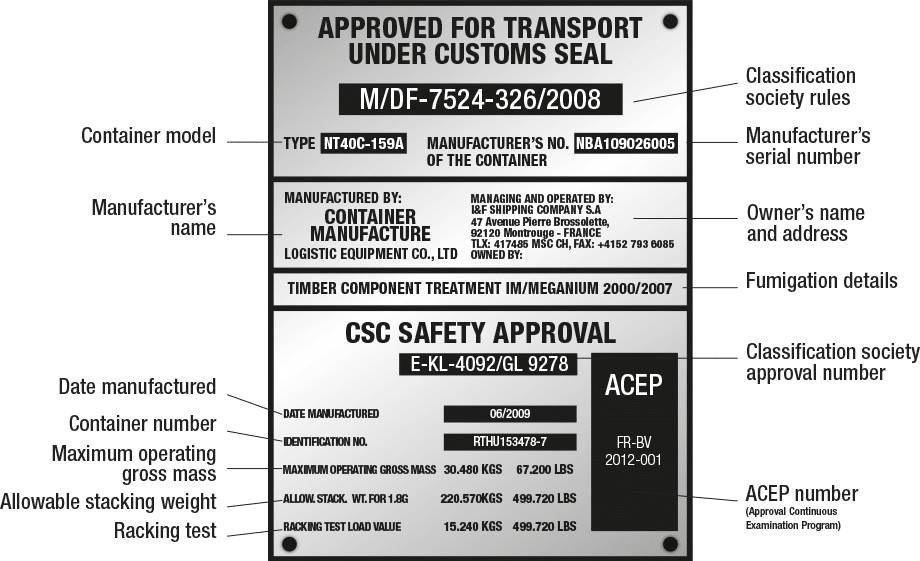 APPROVED FOR TRANSPORT
UNDER CUSTOMS SEAL
M/DF-7524-326/2008
Classification
society rules
Container model
TYPE NT40C-159A MANUFACTURER'S NO. NBA109026005
OF THE CONTAINER
Manufacturer's
serial number
Manufacturer's
name
MANUFACTURED BY:
CONTAINER
MANUFACTURE
LOGISTIC EQUIPMENT CO., LTD
MANAGING AND OPERATED BY:
I&F SHIPPING COMPANY S.A
47 Avenue Pierre Brossolette,
92120 Montrouge - FRANCE
TLX: 417485 MSC CH, FAX: +4152 793 6085
OWNED BY:
Owner's name
and address
TIMBER COMPONENT TREATMENT IM/MEGANIUM 2000/2007
Fumigation details
CSC SAFETY APPROVAL
E-KL-4092/GL 9278
Classification society
approval number
Date manufactured
DATE MANUFACTURED 06/2009
Container number
IDENTIFICATION NO. RTHU153478-7
Maximum operating
gross mass
MAXIMUM OPERATING GROSS MASS 30.480 KGS 67.200 LBS
Allowable stacking weight
ALLOW. STACK. WT. FOR 1.8G 220.570KGS 499.720 LBS
Racking test
RACKING TEST LOAD VALUE 15.240 KGS 499.720 LBS
ACEP
FR-BV
2012-001
ACEP number
(Approval Continuous
Examination Program)